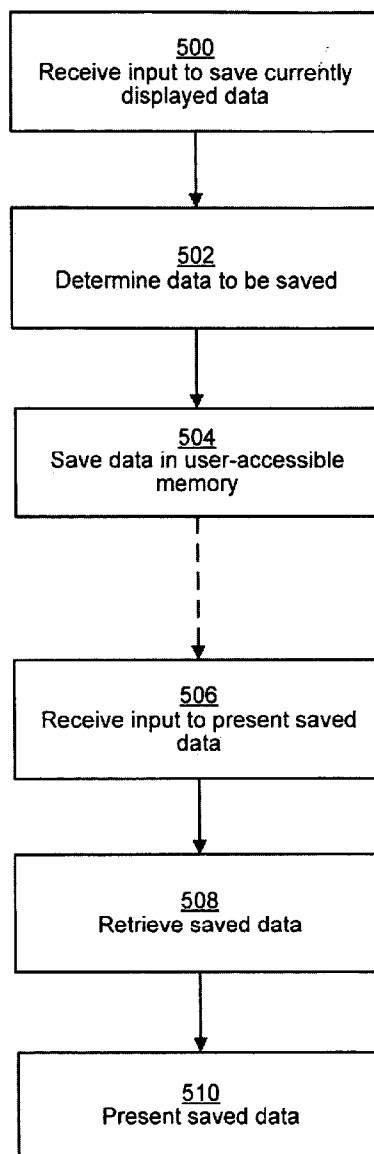 500
Receive input to save currently
displayed data
502
Determine data to be saved
504
Save data in user-accessible
memory
506
Receive input to present saved
data
508
Retrieve saved data
510
Present saved data